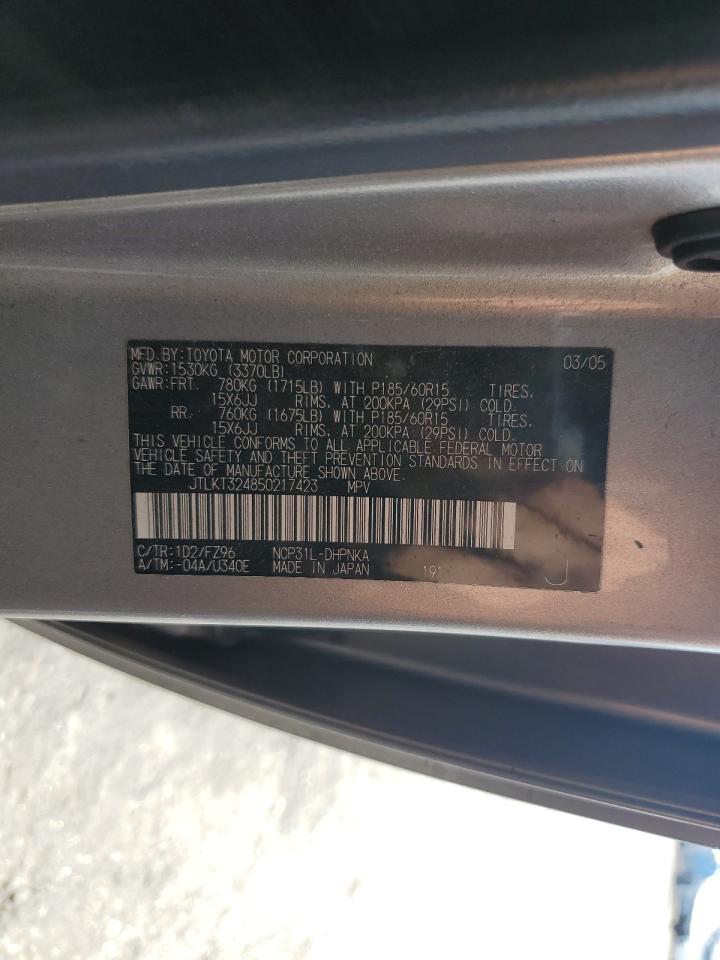 MFD. BY: TOYOTA MOTOR CORPORATION 03/05
GVWR: 1530KG (3370LB)
GAWR: FRT. 780KG (1715LB) WITH P185/60R15 TIRES,
15X6JJ RIMS, AT 200KPA (29PSI) COLD.
RR. 760KG (1675LB) WITH P185/60R15 TIRES,
15X6JJ RIMS, AT 200KPA (29PSI) COLD.
THIS VEHICLE CONFORMS TO ALL APPLICABLE FEDERAL MOTOR
VEHICLE SAFETY AND THEFT PREVENTION STANDARDS IN EFFECT ON
THE DATE OF MANUFACTURE SHOWN ABOVE.
JTLKT324850217423 MPV
C/TR: 1D2/FZ96 NCP31L-DHPNKA
A/TM: -04A/U340E MADE IN JAPAN 191 J